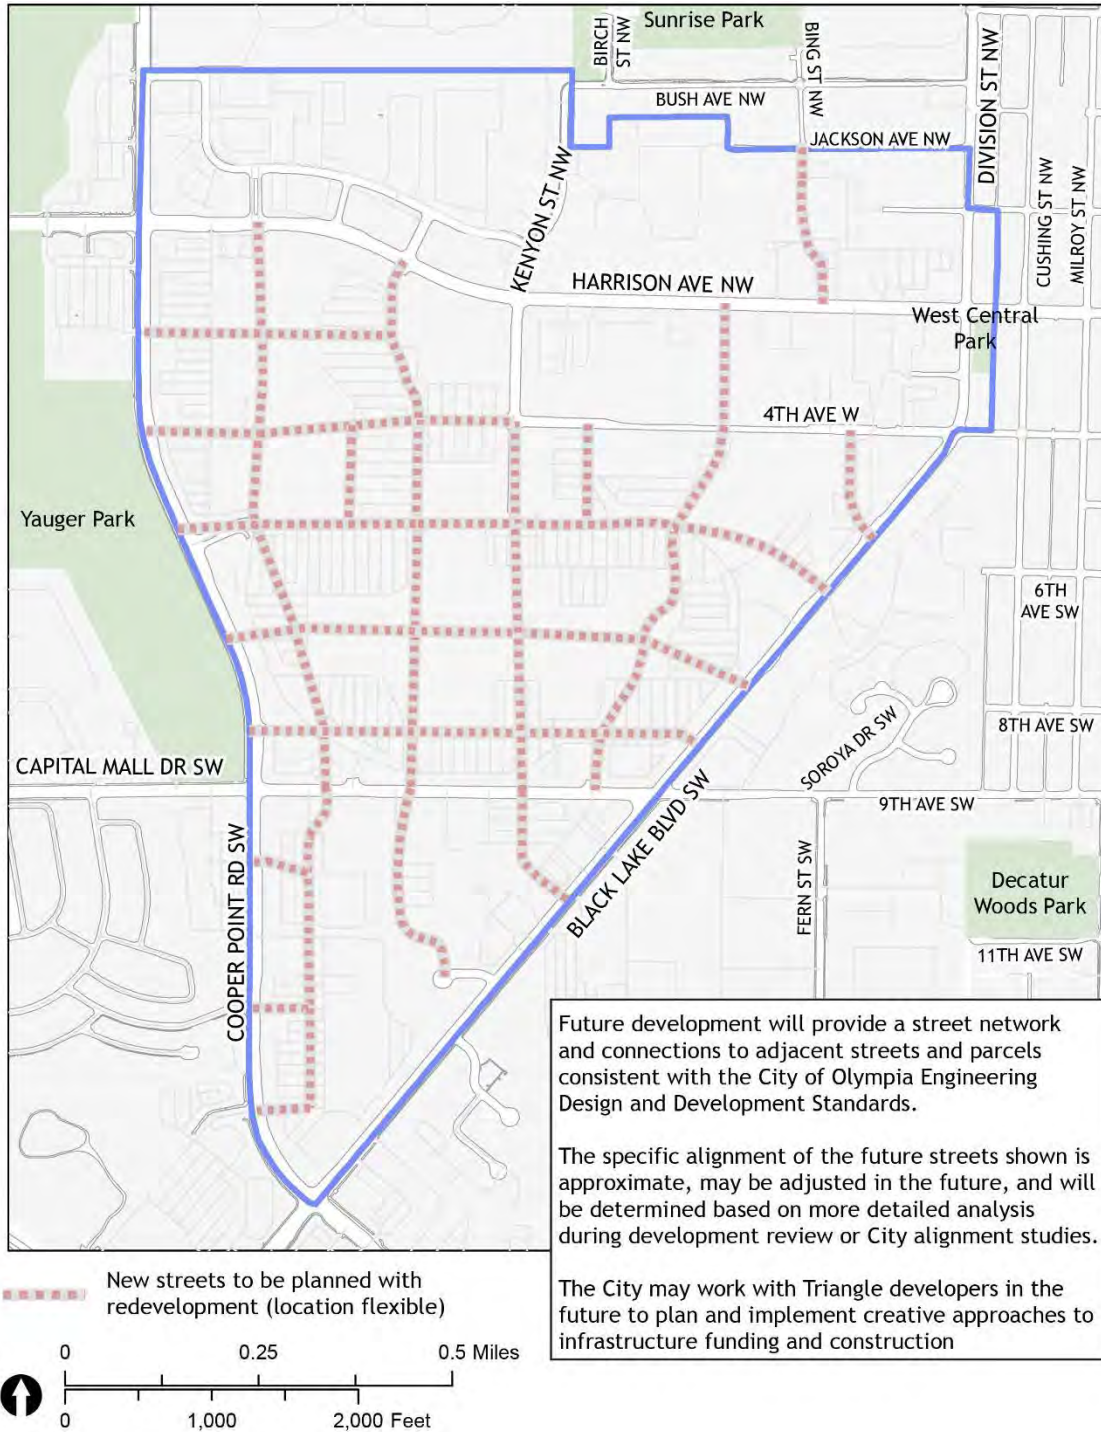 Sunrise Park
BIRCH
ST NW
BING ST NW
DIVISION ST NW
BUSH AVE NW
JACKSON AVE NW
KENYON ST NW
CUSHING ST NW
MILROY ST NW
HARRISON AVE NW
West Central
Park
4TH AVE W
Yauger Park
6TH
AVE SW
SOROYA DR SW
8TH AVE SW
CAPITAL MALL DR SW
9TH AVE SW
BLACK LAKE BLVD SW
COOPER POINT RD SW
FERN ST SW
Decatur
Woods Park
11TH AVE SW
Future development will provide a street network
and connections to adjacent streets and parcels
consistent with the City of Olympia Engineering
Design and Development Standards.
The specific alignment of the future streets shown is
approximate, may be adjusted in the future, and will
be determined based on more detailed analysis
during development review or City alignment studies.
The City may work with Triangle developers in the
future to plan and implement creative approaches to
infrastructure funding and construction
New streets to be planned with
redevelopment (location flexible)
0 0.25 0.5 Miles
0 1,000 2,000 Feet